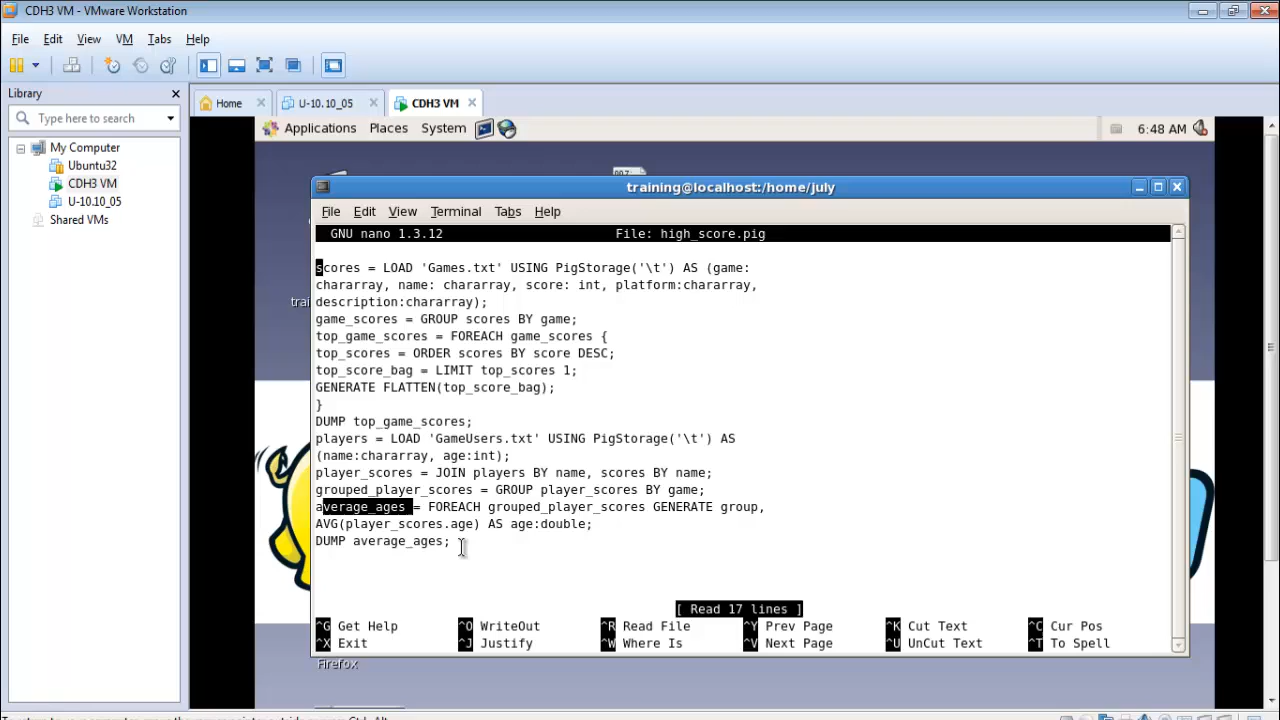 CDH3 VM - VMware Workstation
File Edit View VM Tabs Help
Library
Type here to search
My Computer
Ubuntu32
CDH3 VM
U-10.10_05
Shared VMs
Home U-10.10_05 CDH3 VM
Applications Places System 6:48 AM
training@localhost:/home/july
File Edit View Terminal Tabs Help
GNU nano 1.3.12 File: high_score.pig
scores = LOAD 'Games.txt' USING PigStorage('\t') AS (game:
chararray, name: chararray, score: int, platform:chararray,
description:chararray);
game_scores = GROUP scores BY game;
top_game_scores = FOREACH game_scores {
top_scores = ORDER scores BY score DESC;
top_score_bag = LIMIT top_scores 1;
GENERATE FLATTEN(top_score_bag);
}
DUMP top_game_scores;
players = LOAD 'GameUsers.txt' USING PigStorage('\t') AS
(name:chararray, age:int);
player_scores = JOIN players BY name, scores BY name;
grouped_player_scores = GROUP player_scores BY game;
average_ages = FOREACH grouped_player_scores GENERATE group,
AVG(player_scores.age) AS age:double;
DUMP average_ages;
[ Read 17 lines ]
^G Get Help ^O WriteOut ^R Read File ^Y Prev Page ^K Cut Text ^C Cur Pos
^X Exit ^J Justify ^W Where Is ^V Next Page ^U UnCut Text ^T To Spell
Firefox